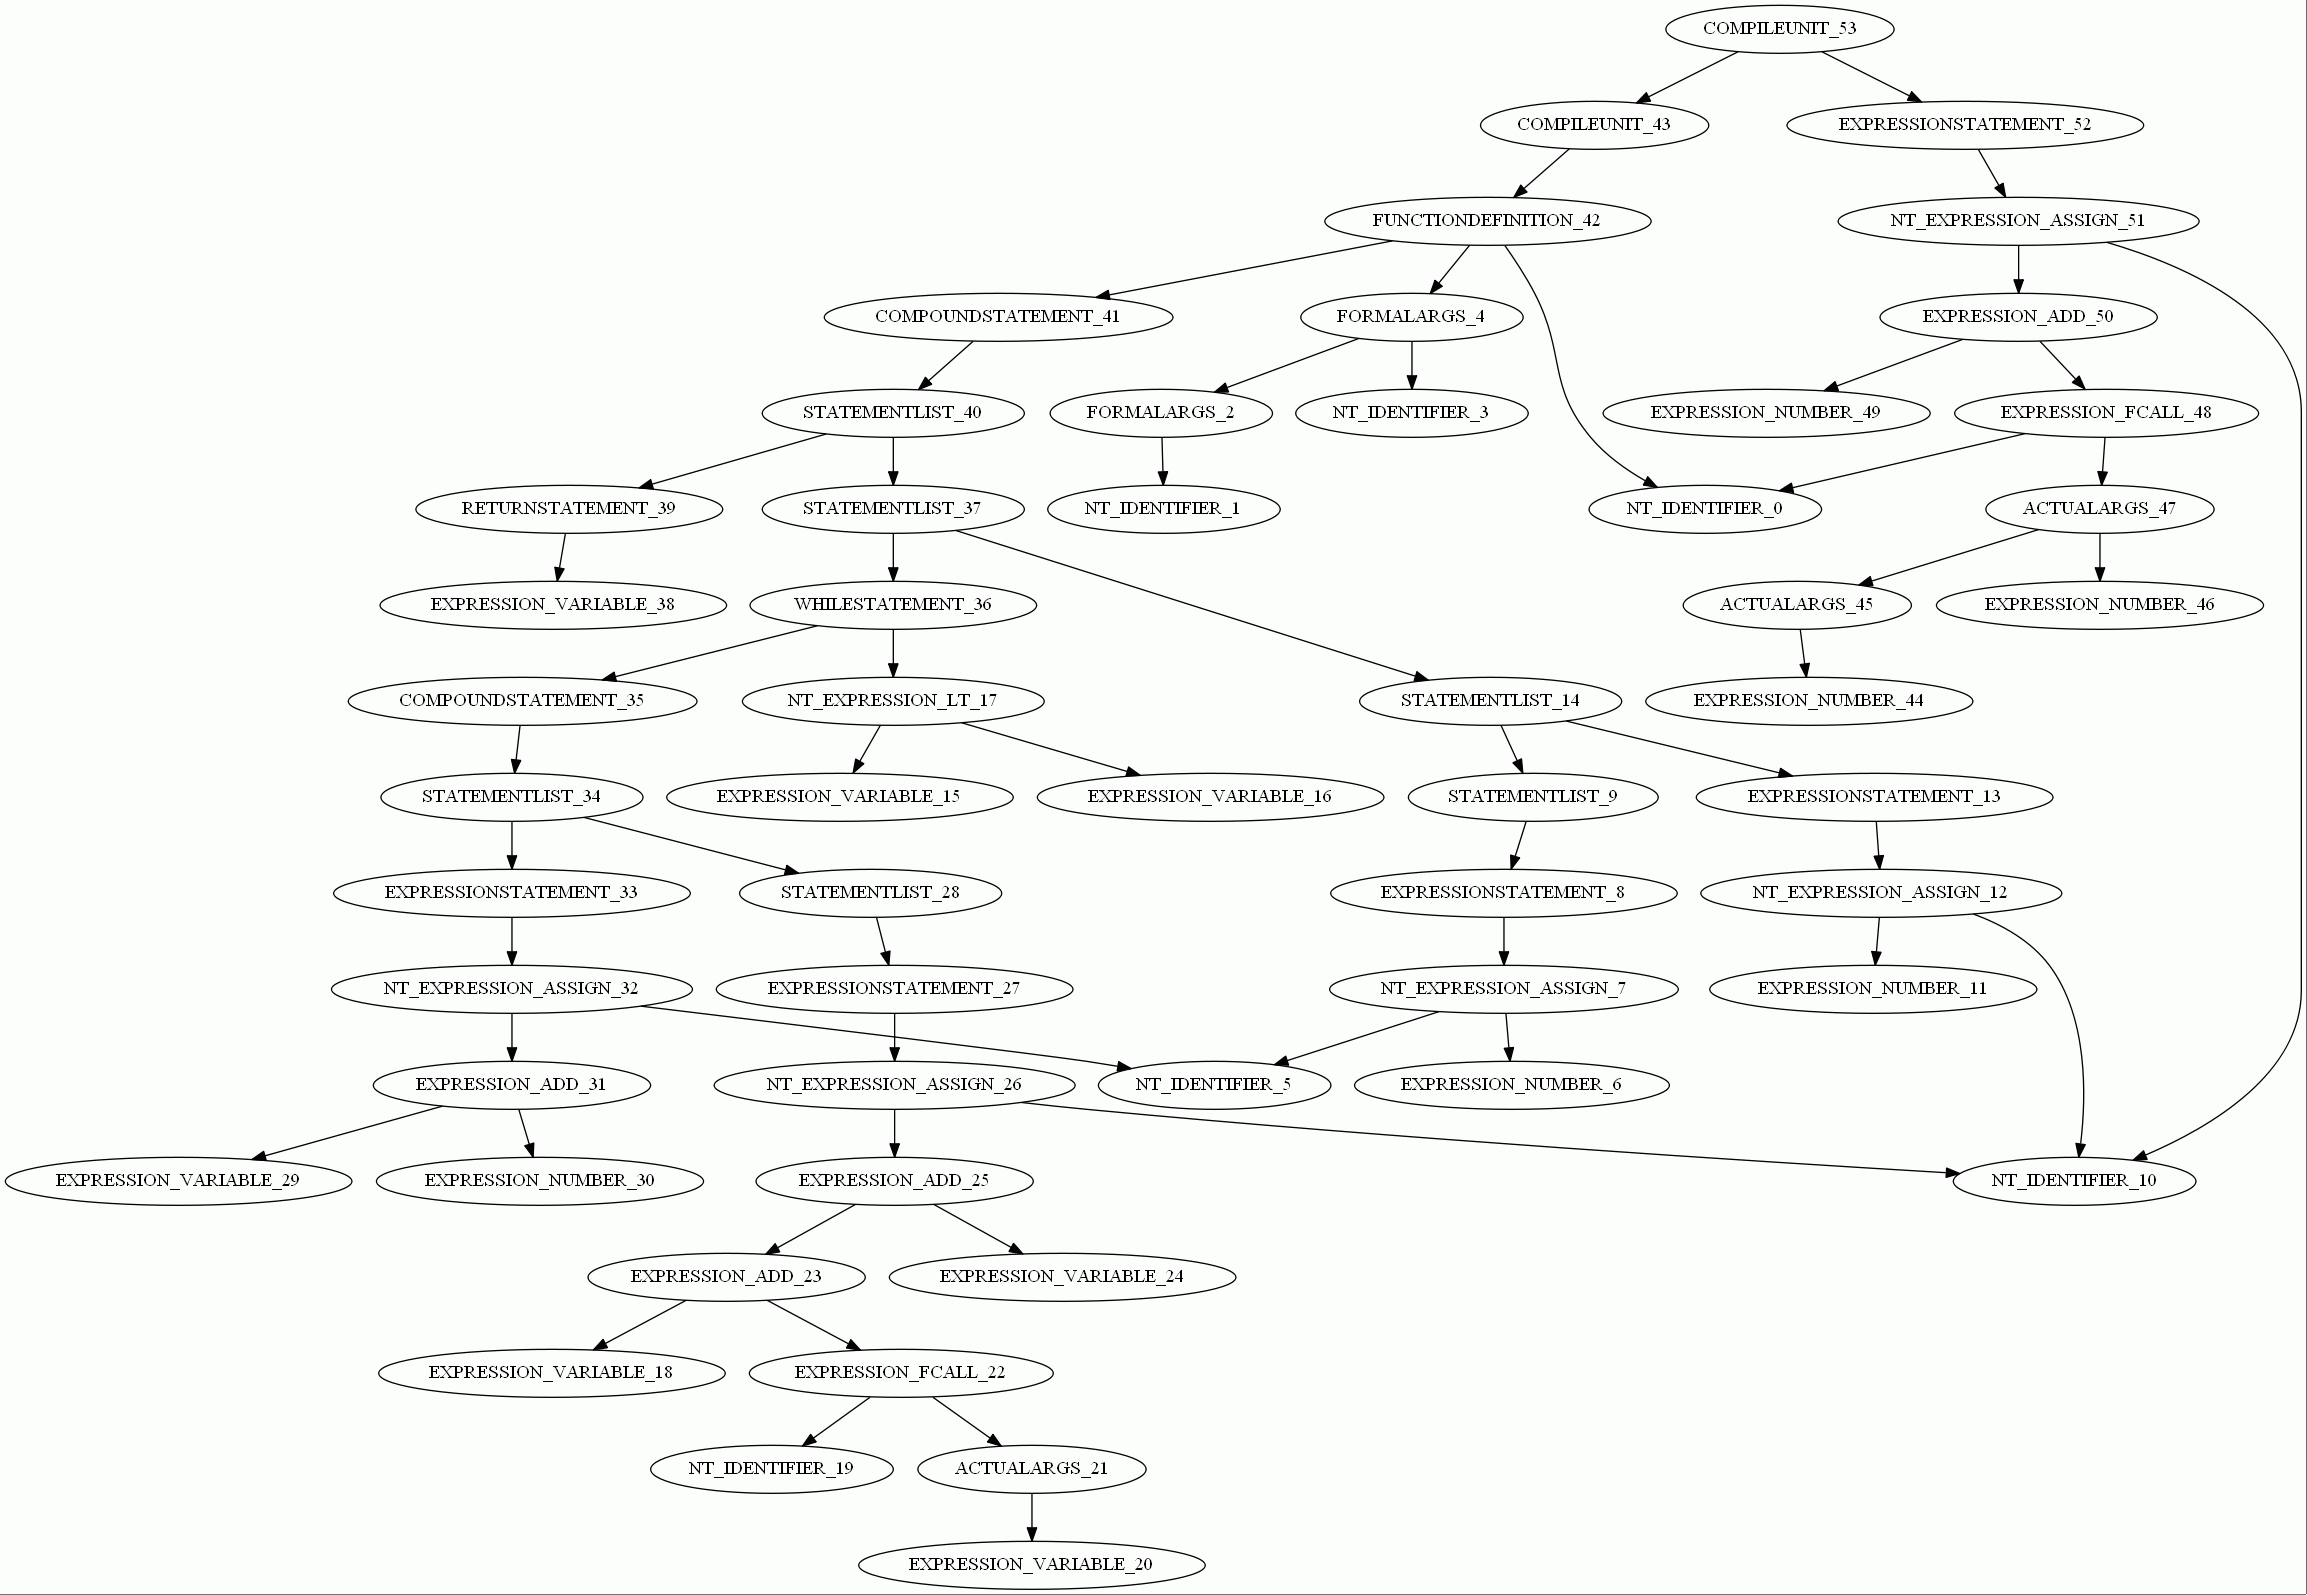 COMPILEUNIT_53
COMPILEUNIT_43
EXPRESSIONSTATEMENT_52
FUNCTIONDEFINITION_42
NT_EXPRESSION_ASSIGN_51
COMPOUNDSTATEMENT_41
FORMALARGS_4
EXPRESSION_ADD_50
STATEMENTLIST_40
FORMALARGS_2
NT_IDENTIFIER_3
EXPRESSION_NUMBER_49
EXPRESSION_FCALL_48
RETURNSTATEMENT_39
STATEMENTLIST_37
NT_IDENTIFIER_1
NT_IDENTIFIER_0
ACTUALARGS_47
EXPRESSION_VARIABLE_38
WHILESTATEMENT_36
ACTUALARGS_45
EXPRESSION_NUMBER_46
COMPOUNDSTATEMENT_35
NT_EXPRESSION_LT_17
STATEMENTLIST_14
EXPRESSION_NUMBER_44
STATEMENTLIST_34
EXPRESSION_VARIABLE_15
EXPRESSION_VARIABLE_16
STATEMENTLIST_9
EXPRESSIONSTATEMENT_13
EXPRESSIONSTATEMENT_33
STATEMENTLIST_28
EXPRESSIONSTATEMENT_8
NT_EXPRESSION_ASSIGN_12
NT_EXPRESSION_ASSIGN_32
EXPRESSIONSTATEMENT_27
NT_EXPRESSION_ASSIGN_7
EXPRESSION_NUMBER_11
EXPRESSION_ADD_31
NT_EXPRESSION_ASSIGN_26
NT_IDENTIFIER_5
EXPRESSION_NUMBER_6
EXPRESSION_VARIABLE_29
EXPRESSION_NUMBER_30
EXPRESSION_ADD_25
NT_IDENTIFIER_10
EXPRESSION_ADD_23
EXPRESSION_VARIABLE_24
EXPRESSION_VARIABLE_18
EXPRESSION_FCALL_22
NT_IDENTIFIER_19
ACTUALARGS_21
EXPRESSION_VARIABLE_20